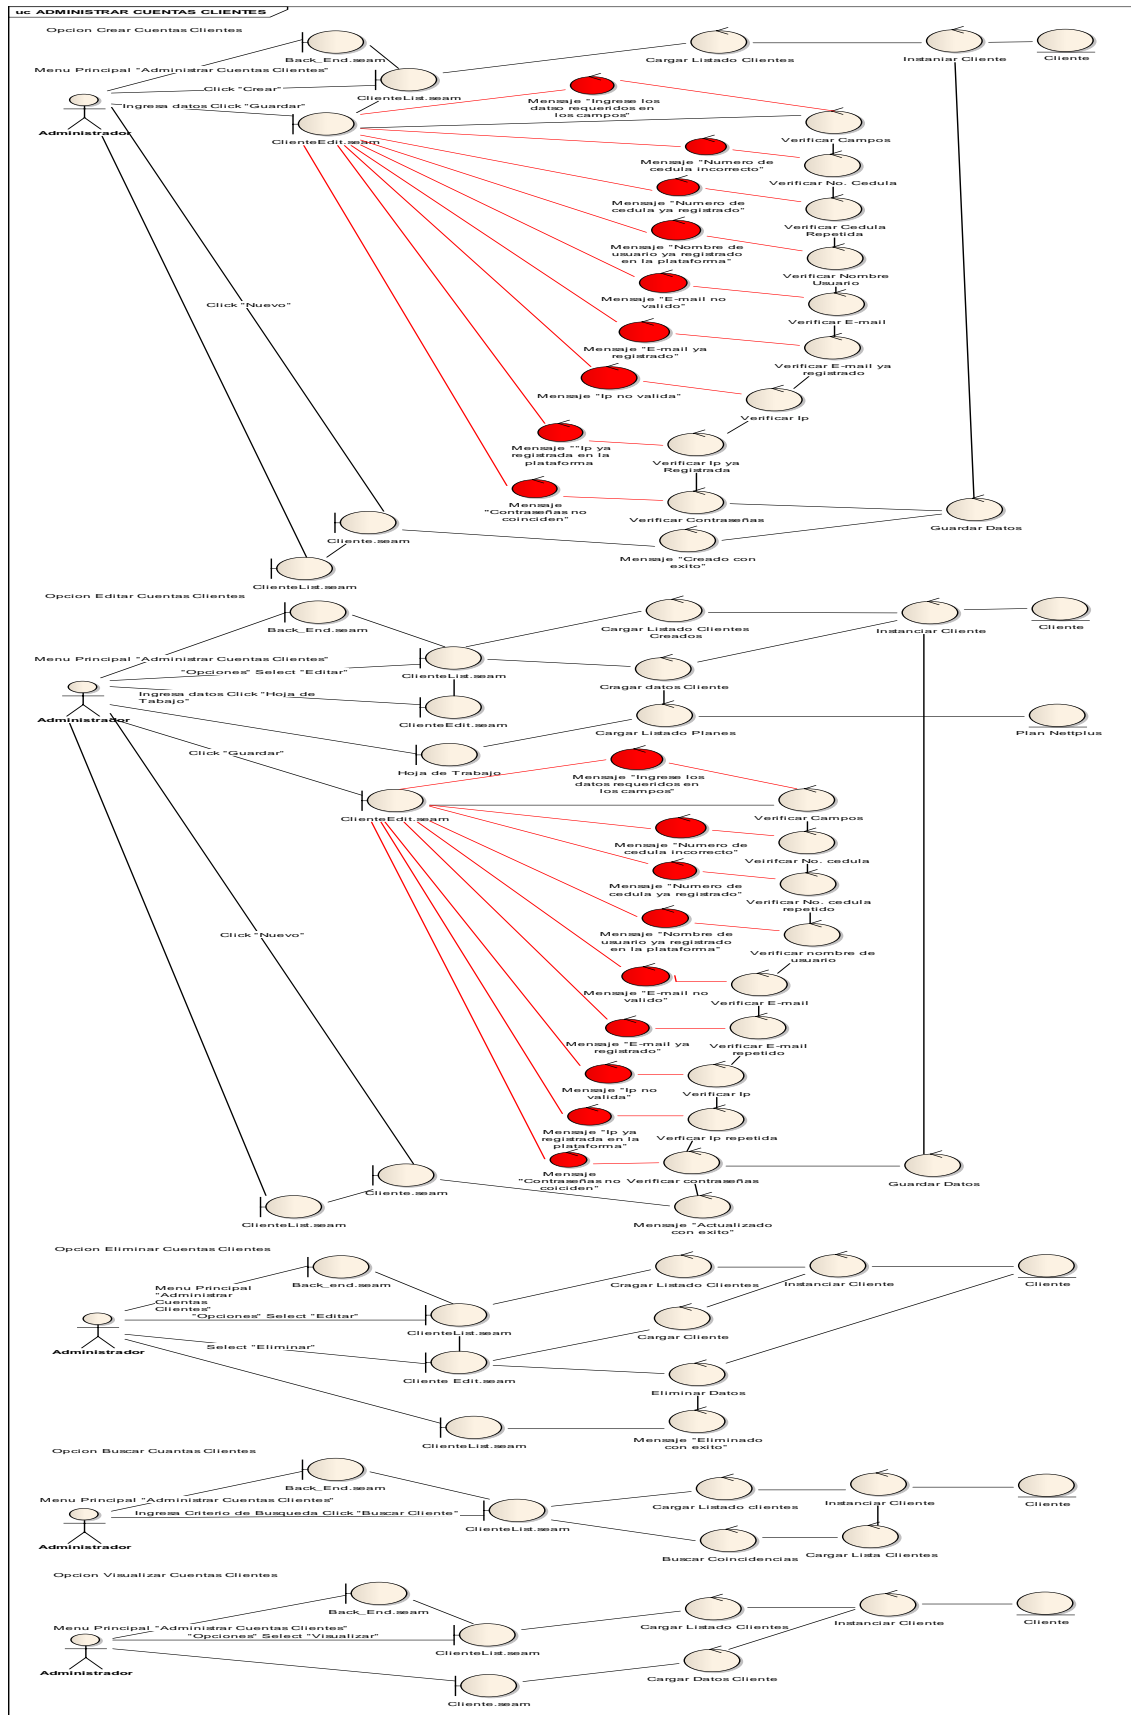 uc ADMINISTRAR CUENTAS CLIENTES
Opcion Crear Cuentas Clientes
Back_End.seam
Cargar Listado Clientes
Instaniar Cliente
Cliente
Menu Principal "Administrar Cuentas Clientes"
Click "Crear"
ClienteList.seam
Ingresa datos Click "Guardar"
Administrador
ClienteEdit.seam
Mensaje "Ingrese los
datso requeridos en
los campos"
Verificar Campos
Mensaje "Numero de
cedula incorrecto"
Verificar No. Cedula
Mensaje "Numero de
cedula ya registrado"
Verificar Cedula
Repetida
Mensaje "Nombre de
usuario ya registrado
en la plataforma"
Verificar Nombre
Usuario
Click "Nuevo"
Mensaje "E-mail no
valido"
Verificar E-mail
Mensaje "E-mail ya
registrado"
Verificar E-mail ya
registrado
Mensaje "Ip no valida"
Verificar Ip
Mensaje ""Ip ya
registrada en la
plataforma
Verificar Ip ya
Registrada
Mensaje
"Contraseñas no
coinciden"
Verificar Contraseñas
Guardar Datos
Cliente.seam
Mensaje "Creado con
exito"
ClienteList.seam
Opcion Editar Cuentas Clientes
Back_End.seam
Cargar Listado Clientes
Creados
Instanciar Cliente
Cliente
Menu Principal "Administrar Cuentas Clientes"
"Opciones" Select "Editar"
ClienteList.seam
Cragar datos Cliente
Ingresa datos Click "Hoja de
Tabajo"
Administrador
ClienteEdit.seam
Cargar Listado Planes
Plan Nettplus
Click "Guardar"
Hoja de Trabajo
Mensaje "Ingrese los
datos requeridos en
los campos"
ClienteEdit.seam
Verificar Campos
Mensaje "Numero de
cedula incorrecto"
Veirifcar No. cedula
Mensaje "Numero de
cedula ya registrado"
Verificar No. cedula
repetido
Click "Nuevo"
Mensaje "Nombre de
usuario ya registrado
en la plataforma"
Verificar nombre de
usuario
Mensaje "E-mail no
valido"
Verificar E-mail
Mensaje "E-mail ya
registrado"
Verificar E-mail
repetido
Mensaje "Ip no
valida"
Verificar Ip
Mensaje "Ip ya
registrada en la
plataforma"
Verficar Ip repetida
Mensaje
"Contraseñas no
coiciden"
Verificar contraseñas
Guardar Datos
Cliente.seam
ClienteList.seam
Mensaje "Actualizado
con exito"
Opcion Eliminar Cuentas Clientes
Menu Principal
"Administrar
Cuentas
Clientes"
Back_end.seam
Cragar Listado Clientes
Instanciar Cliente
Cliente
"Opciones" Select "Editar"
ClienteList.seam
Cargar Cliente
Administrador
Select "Eliminar"
Cliente Edit.seam
Eliminar Datos
ClienteList.seam
Mensaje "Eliminado
con exito"
Opcion Buscar Cuantas Clientes
Back_End.seam
Menu Principal "Administrar Cuentas Clientes"
Cargar Listado clientes
Instanciar Cliente
Cliente
Ingresa Criterio de Busqueda Click "Buscar Cliente"
ClienteList.seam
Administrador
Buscar Coincidencias
Cargar Lista Clientes
Opcion Visualizar Cuentas Clientes
Back_End.seam
Menu Principal "Administrar Cuentas Clientes"
Cargar Listado Clientes
Instanciar Cliente
Cliente
"Opciones" Select "Visualizar"
ClienteList.seam
Administrador
Cargar Datos Cliente
Cliente.seam